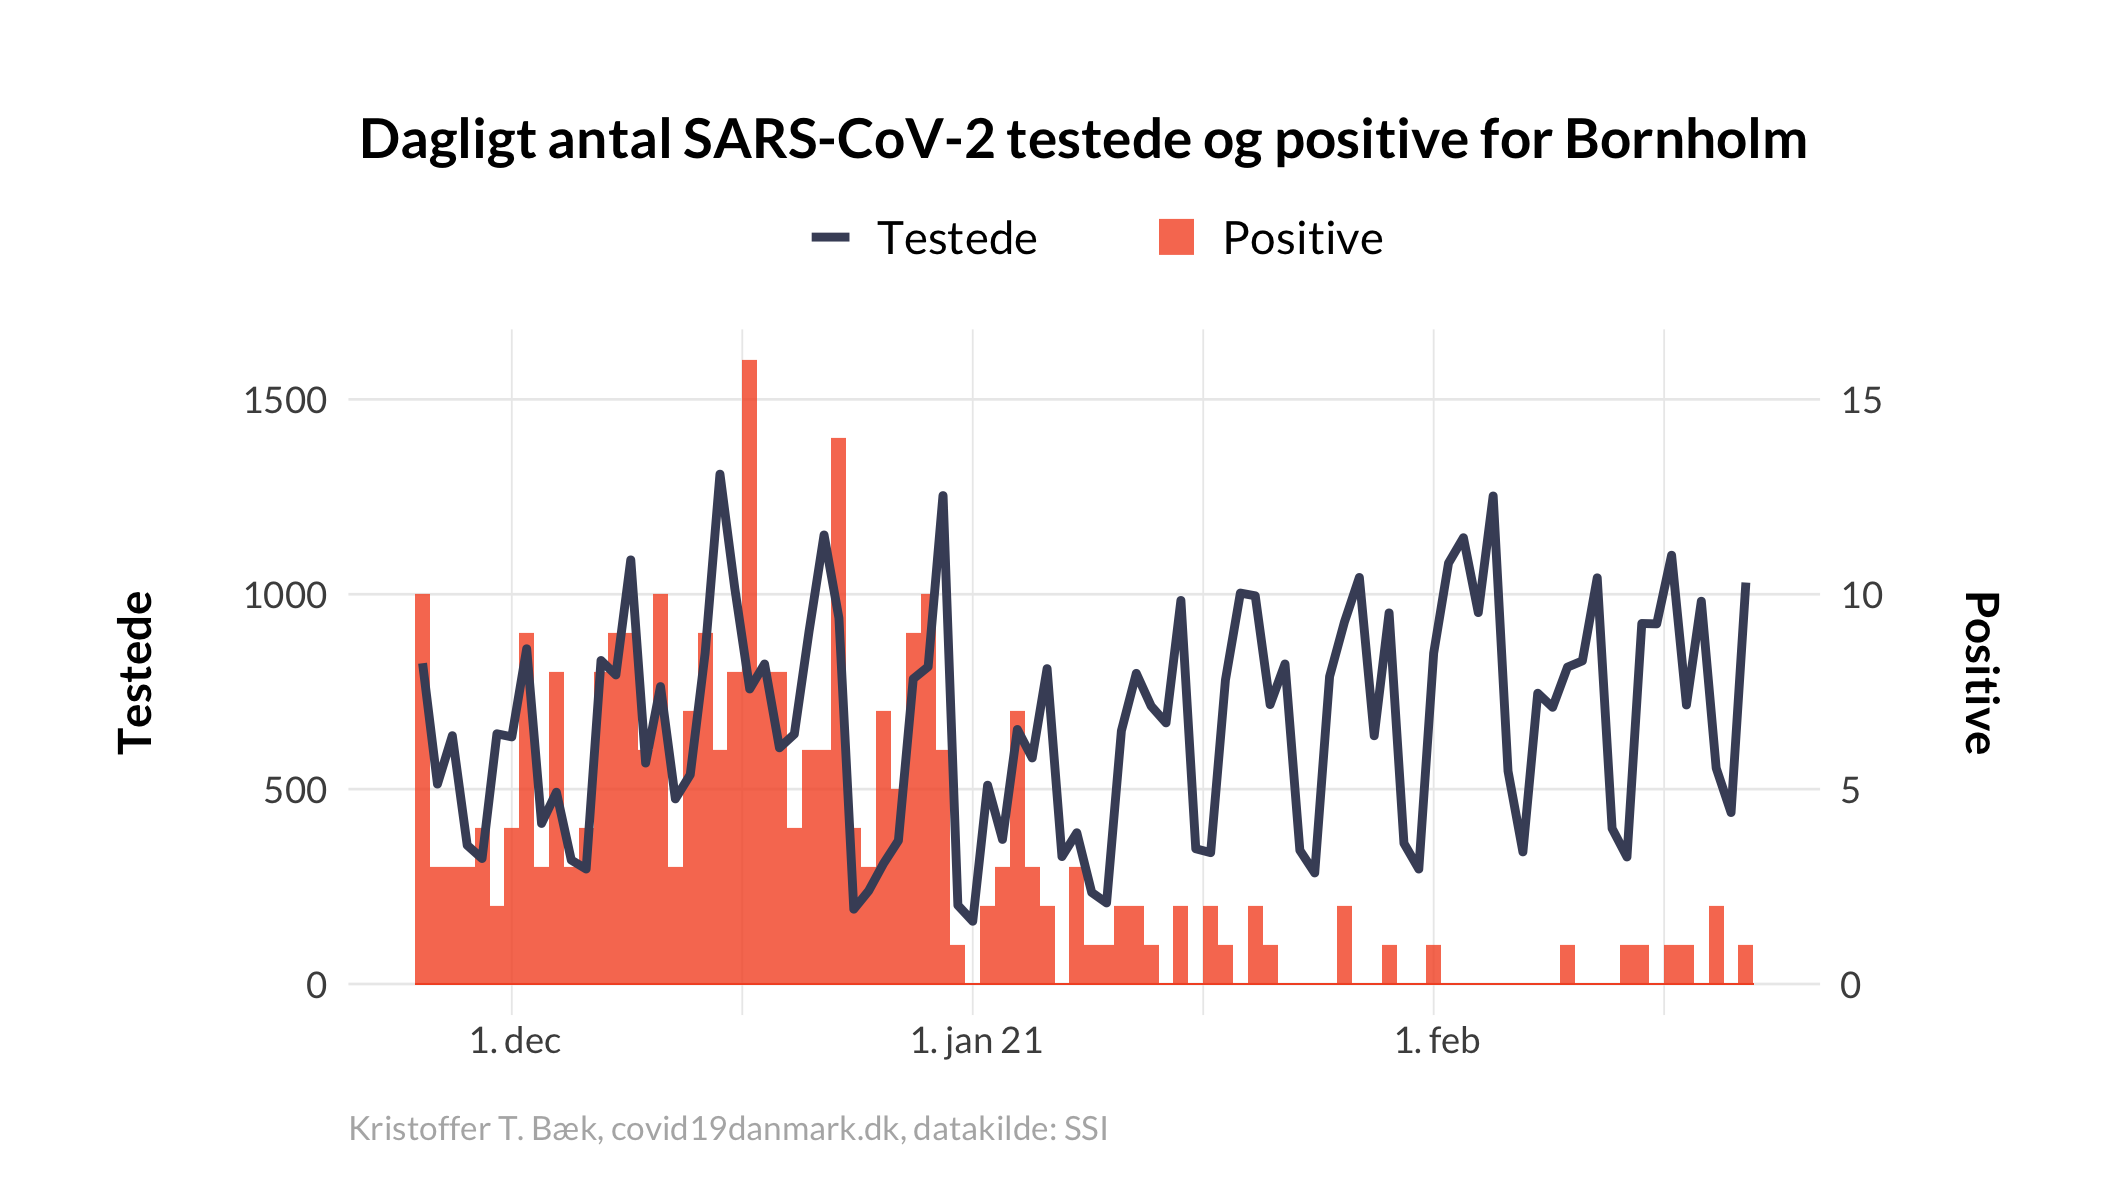 Dagligt antal SARS-CoV-2 testede og positive for Bornholm
Testede
Positive
1500
1000
500
0
Testede
15
10
5
0
Positive
1. dec
1. jan 21
1. feb
Kristoffer T. Bæk, covid19danmark.dk, datakilde: SSI